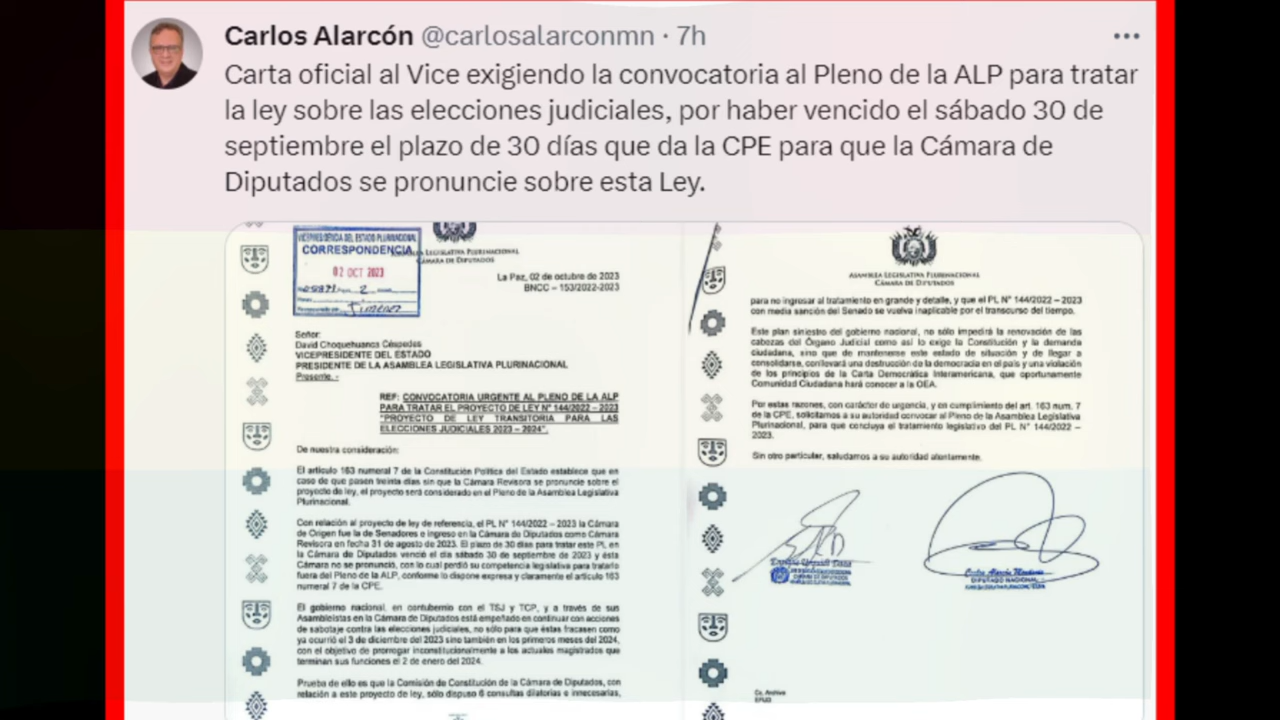 Carlos Alarcón @carlosalarconmn · 7h
Carta oficial al Vice exigiendo la convocatoria al Pleno de la ALP para tratar
la ley sobre las elecciones judiciales, por haber vencido el sábado 30 de
septiembre el plazo de 30 días que da la CPE para que la Cámara de
Diputados se pronuncie sobre esta Ley.
VICEPRESIDENCIA DEL ESTADO PLURINACIONAL
CORRESPONDENCIA
02 OCT 2023
ASAMBLEA LEGISLATIVA PLURINACIONAL
CÁMARA DE DIPUTADOS
La Paz, 02 de octubre de 2023
BNCC – 153/2022-2023
Señor:
David Choquehuanca Céspedes
VICEPRESIDENTE DEL ESTADO
PRESIDENTE DE LA ASAMBLEA LEGISLATIVA PLURINACIONAL
Presente. -
REF: CONVOCATORIA URGENTE AL PLENO DE LA ALP
PARA TRATAR EL PROYECTO DE LEY N° 144/2022 – 2023
"PROYECTO DE LEY TRANSITORIA PARA LAS
ELECCIONES JUDICIALES 2023 – 2024".
De nuestra consideración:
El artículo 163 numeral 7 de la Constitución Política del Estado establece que en
caso de que pasen treinta días sin que la Cámara Revisora se pronuncie sobre el
proyecto de ley, el proyecto será considerado en el Pleno de la Asamblea Legislativa
Plurinacional.
Con relación al proyecto de ley de referencia, el PL N° 144/2022 – 2023 la Cámara
de Origen fue la de Senadores e ingreso en la Cámara de Diputados como Cámara
Revisora en fecha 31 de agosto de 2023. El plazo de 30 días para tratar este PL en
la Cámara de Diputados venció el día sábado 30 de septiembre de 2023 y ésta
Cámara no se pronunció, con lo cual perdió su competencia legislativa para tratarlo
fuera del Pleno de la ALP, conforme lo dispone expresa y claramente el artículo 163
numeral 7 de la CPE.
El gobierno nacional, en contubernio con el TSJ y TCP, y a través de sus
Asambleístas en la Cámara de Diputados está empeñado en continuar con acciones
de sabotaje contra las elecciones judiciales, no sólo para que éstas fracasen como
ya ocurrió el 3 de diciembre del 2023 sino también en los primeros meses del 2024,
con el objetivo de prorrogar inconstitucionalmente a los actuales magistrados que
terminan sus funciones el 2 de enero del 2024.
Prueba de ello es que la Comisión de Constitución de la Cámara de Diputados, con
relación a este proyecto de ley, sólo dispuso 6 consultas dilatorias e innecesarias,
ASAMBLEA LEGISLATIVA PLURINACIONAL
CÁMARA DE DIPUTADOS
para no ingresar al tratamiento en grande y detalle, y que el PL N° 144/2022 – 2023
con media sanción del Senado se vuelva inaplicable por el transcurso del tiempo.
Este plan siniestro del gobierno nacional, no sólo impedirá la renovación de las
cabezas del Órgano Judicial como así lo exige la Constitución y la demanda
ciudadana, sino que de mantenerse este estado de situación y de llegar a
consolidarse, conllevará una destrucción de la democracia en el país y una violación
de los principios de la Carta Democrática Interamericana, que oportunamente
Comunidad Ciudadana hará conocer a la OEA.
Por estas razones, con carácter de urgencia, y en cumplimiento del art. 163 num. 7
de la CPE, solicitamos a su autoridad convocar al Pleno de la Asamblea Legislativa
Plurinacional, para que concluya el tratamiento legislativo del PL N° 144/2022 –
2023.
Sin otro particular, saludamos a su autoridad atentamente.
DIPUTADO NACIONAL
Cc. Archivo